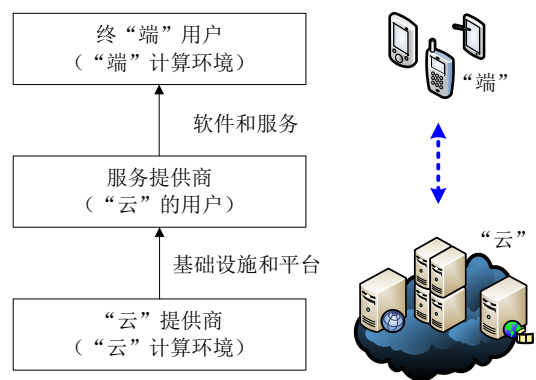 终“端”用户
（“端”计算环境）
软件和服务
服务提供商
（“云”的用户）
基础设施和平台
“云”提供商
（“云”计算环境）
“端”
“云”